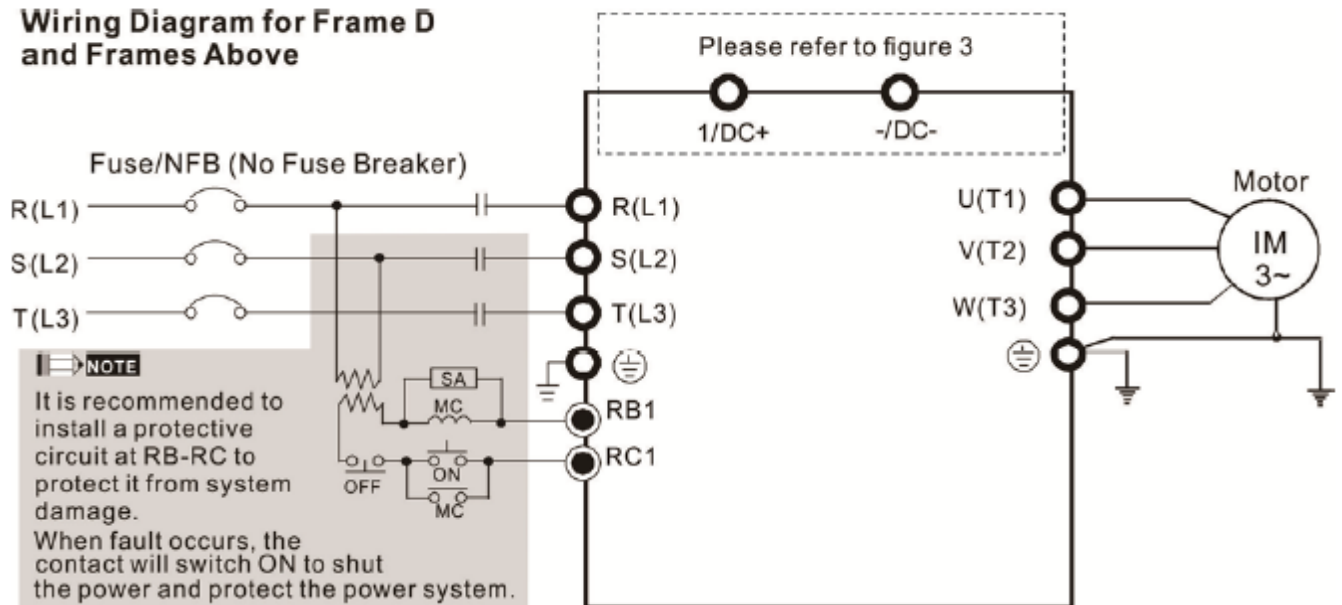 Wiring Diagram for Frame D
and Frames Above
Please refer to figure 3
1/DC+
-/DC-
Fuse/NFB (No Fuse Breaker)
R(L1)
S(L2)
T(L3)
R(L1)
S(L2)
T(L3)
U(T1)
V(T2)
W(T3)
Motor
IM
3~
NOTE
It is recommended to
install a protective
circuit at RB-RC to
protect it from system
damage.
When fault occurs, the
contact will switch ON to shut
the power and protect the power system.
SA
MC
OFF
ON
MC
RB1
RC1